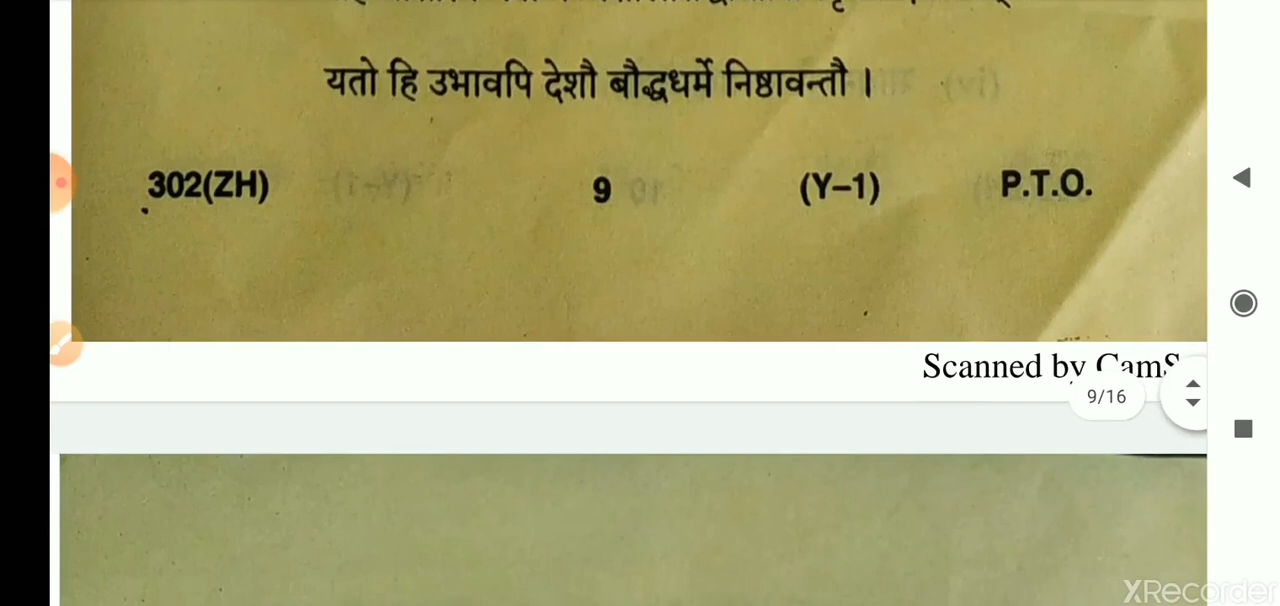 यतो हि उभावपि देशौ बौद्धधर्मे निष्ठावन्तौ ।
302(ZH) 9 (Y–1) P.T.O.
Scanned by CamS
9/16
XRecorder